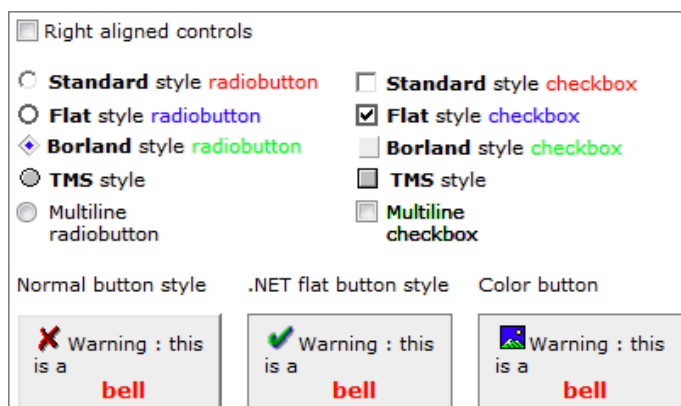 Right aligned controls
Standard style radiobutton
Standard style checkbox
Flat style radiobutton
Flat style checkbox
Borland style radiobutton
Borland style checkbox
TMS style
TMS style
Multiline
radiobutton
Multiline
checkbox
Normal button style
.NET flat button style
Color button
Warning : this
is a
bell
Warning : this
is a
bell
Warning : this
is a
bell